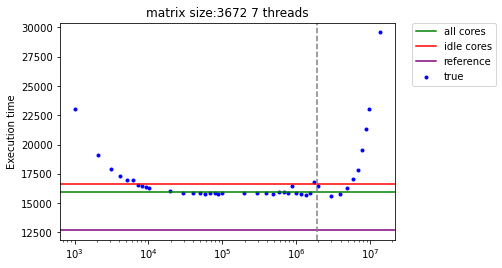 matrix size:3672 7 threads
30000
27500
25000
22500
20000
17500
15000
12500
Execution time
10³
10⁴
10⁵
10⁶
10⁷
all cores
idle cores
reference
true